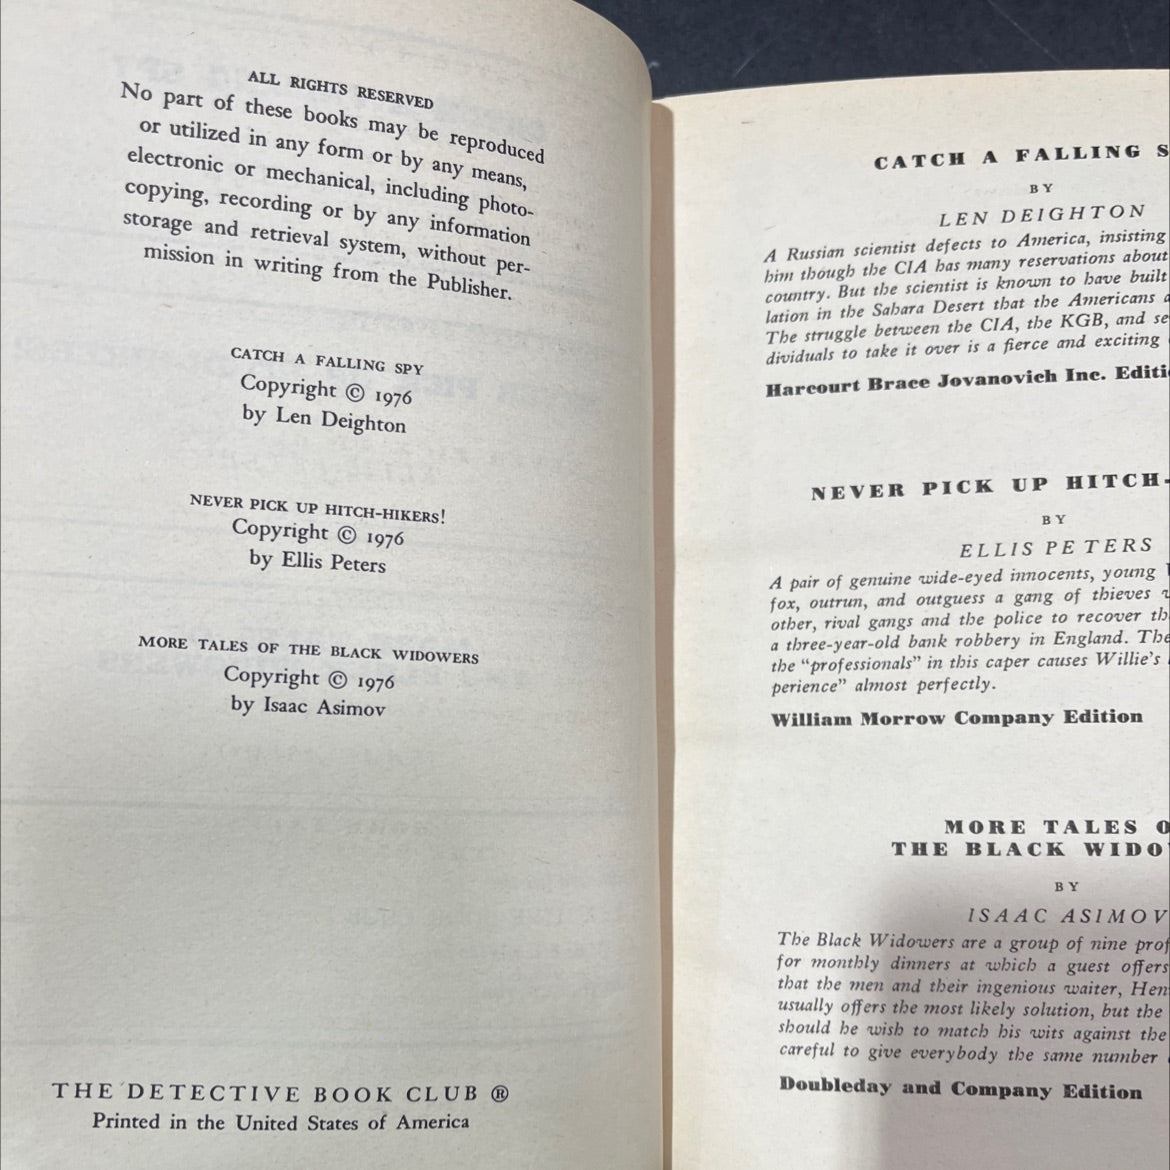 ALL RIGHTS RESERVED
No part of these books may be reproduced
or utilized in any form or by any means,
electronic or mechanical, including photo-
copying, recording or by any information
storage and retrieval system, without per-
mission in writing from the Publisher.
CATCH A FALLING SPY
Copyright © 1976
by Len Deighton
NEVER PICK UP HITCH-HIKERS!
Copyright © 1976
by Ellis Peters
MORE TALES OF THE BLACK WIDOWERS
Copyright © 1976
by Isaac Asimov
THE DETECTIVE BOOK CLUB ®
Printed in the United States of America
CATCH A FALLING S
BY
LEN DEIGHTON
A Russian scientist defects to America, insisting
him though the CIA has many reservations about
country. But the scientist is known to have built
lation in the Sahara Desert that the Americans a
The struggle between the CIA, the KGB, and se
dividuals to take it over is a fierce and exciting
Harcourt Brace Jovanovich Inc. Editi
NEVER PICK UP HITCH-
BY
ELLIS PETERS
A pair of genuine wide-eyed innocents, young
fox, outrun, and outguess a gang of thieves
other, rival gangs and the police to recover th
a three-year-old bank robbery in England. The
the “professionals” in this caper causes Willie's
perience” almost perfectly.
William Morrow Company Edition
MORE TALES O
THE BLACK WIDO
BY
ISAAC ASIMOV
The Black Widowers are a group of nine prof
for monthly dinners at which a guest offers
that the men and their ingenious waiter, Hen
usually offers the most likely solution, but the
should he wish to match his wits against the
careful to give everybody the same number
Doubleday and Company Edition